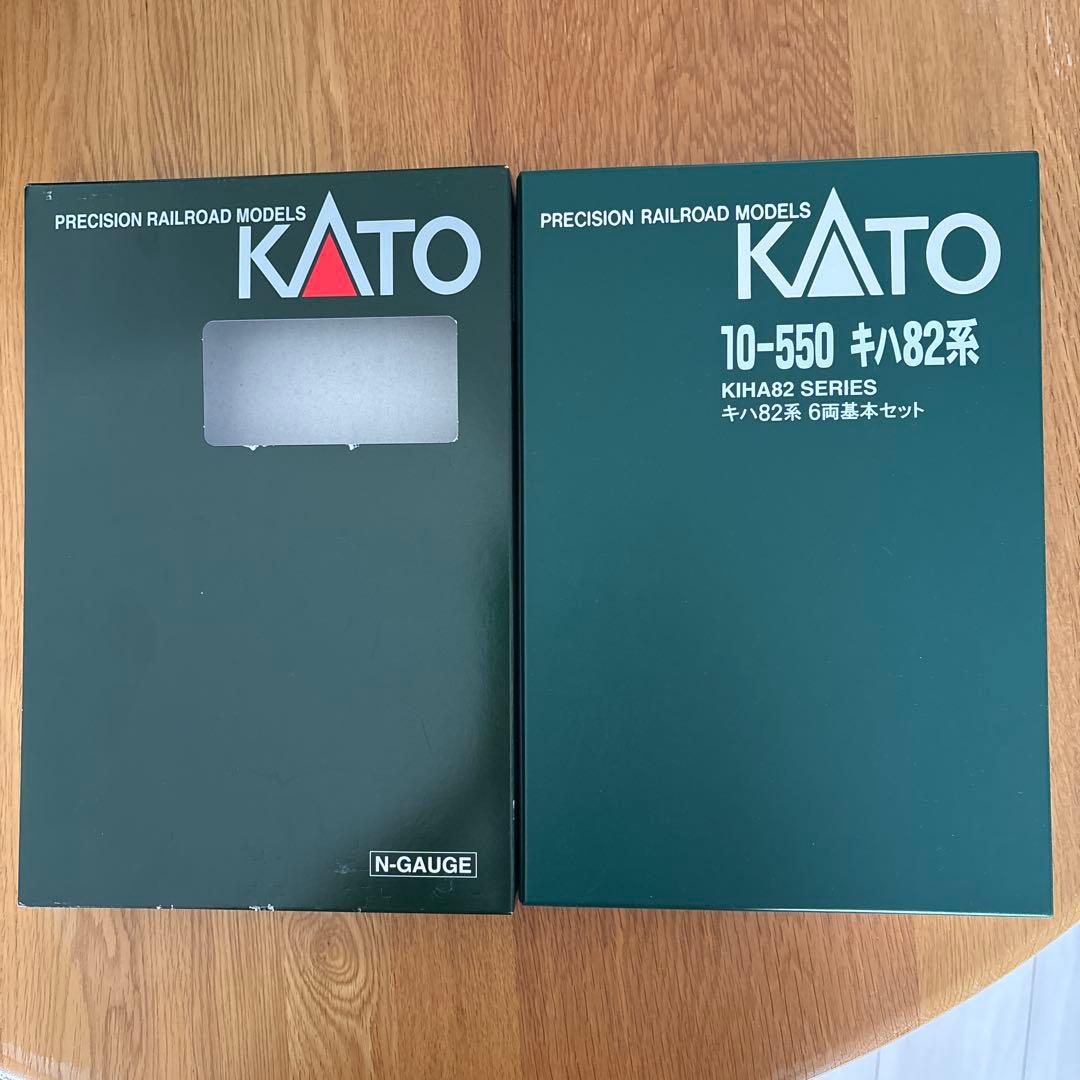 PRECISION RAILROAD MODELS
KATO
N-GAUGE
PRECISION RAILROAD MODELS
KATO
10-550 キハ82系
KIHA82 SERIES
キハ82系 6両基本セット